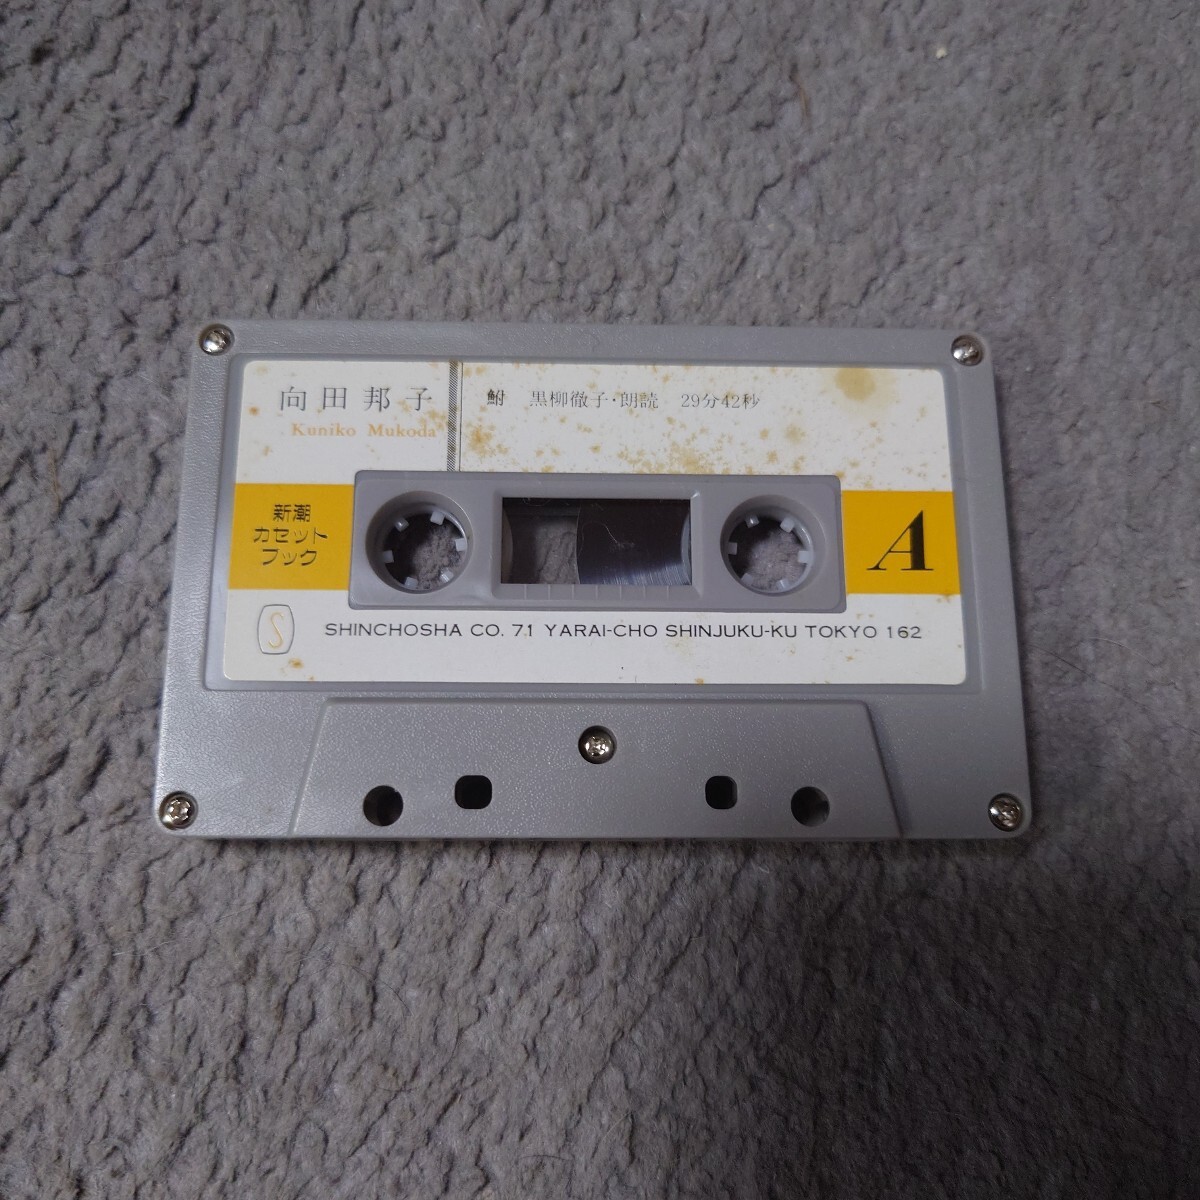 向田邦子
Kuniko Mukoda
鮒 黒柳徹子・朗読 29分42秒
新潮
カセット
ブック
A
S
SHINCHOSHA CO. 71 YARAI-CHO SHINJUKU-KU TOKYO 162